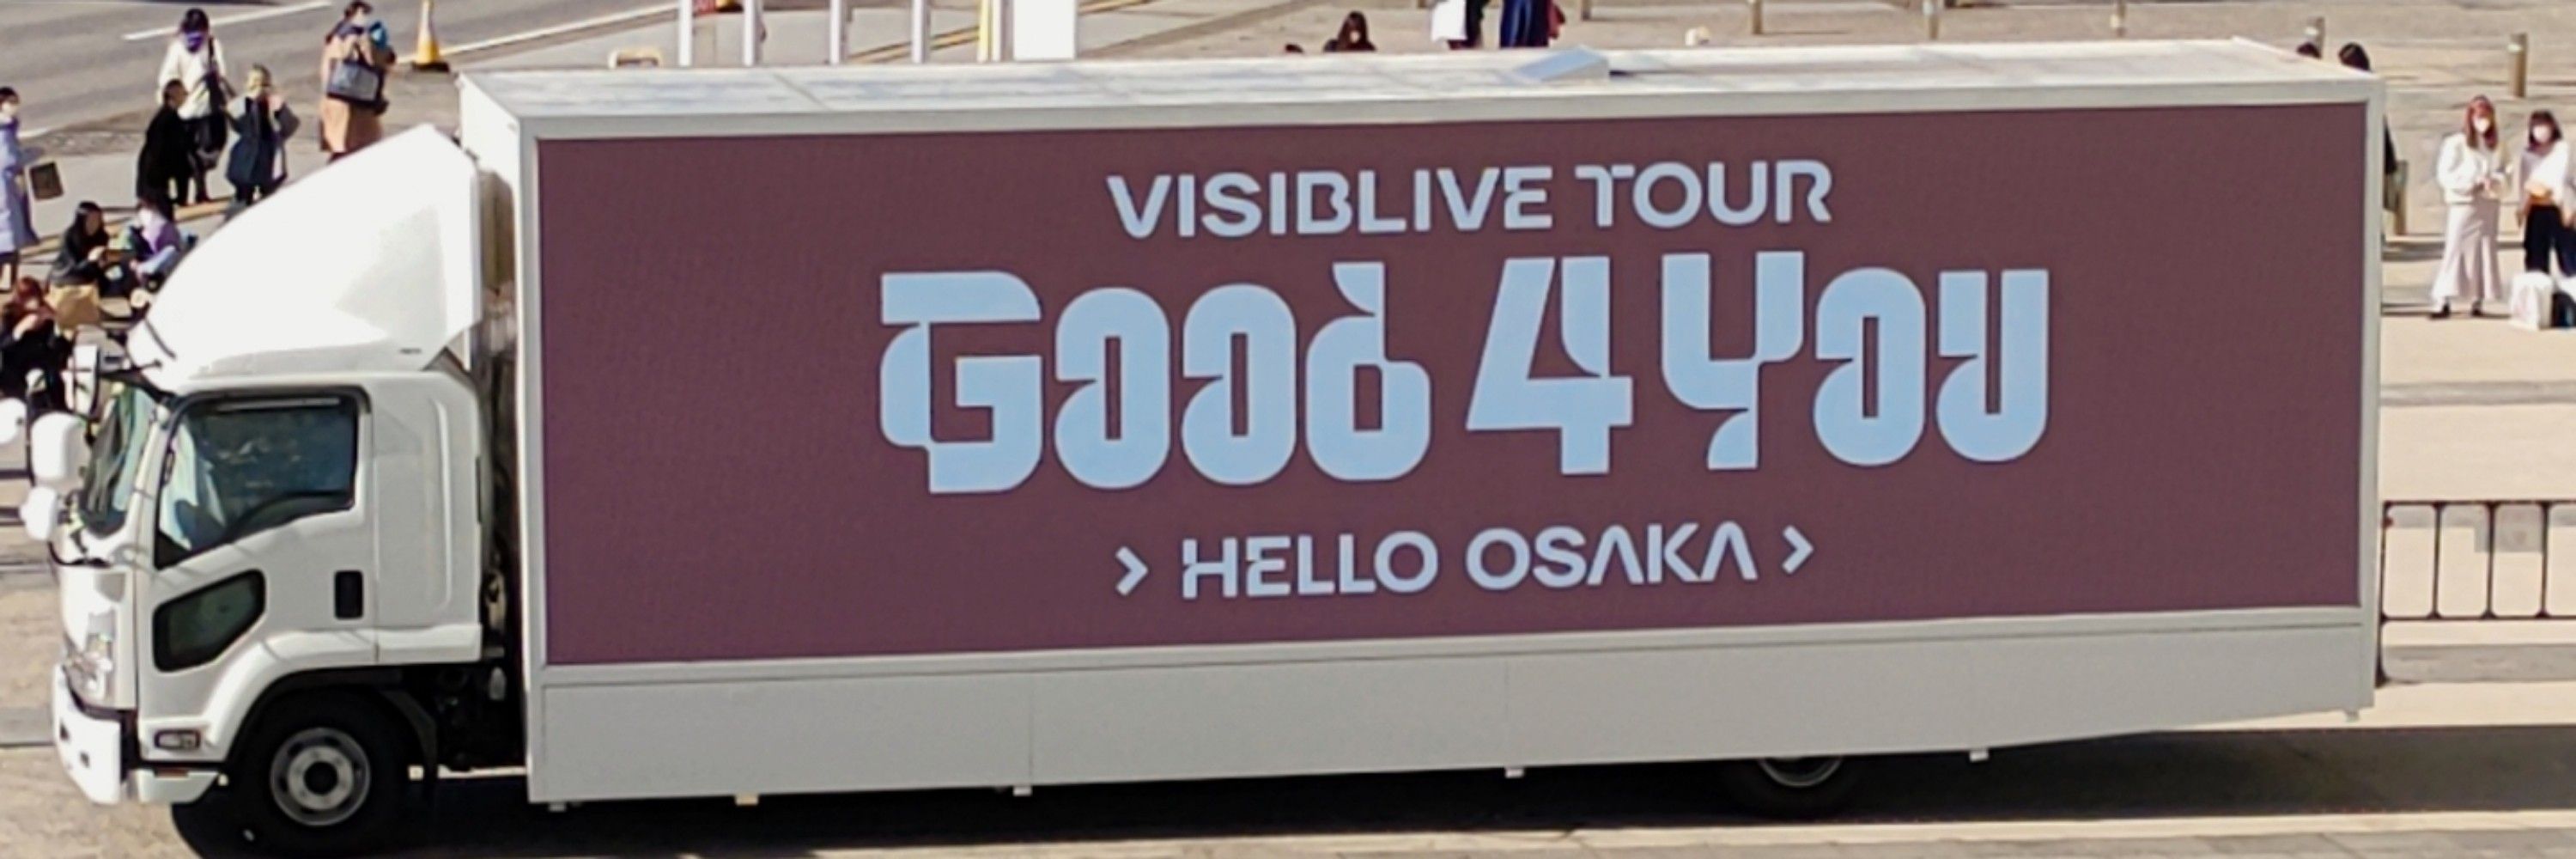 VISIBLIVE TOUR
Good 4 You
> HELLO OSAKA >